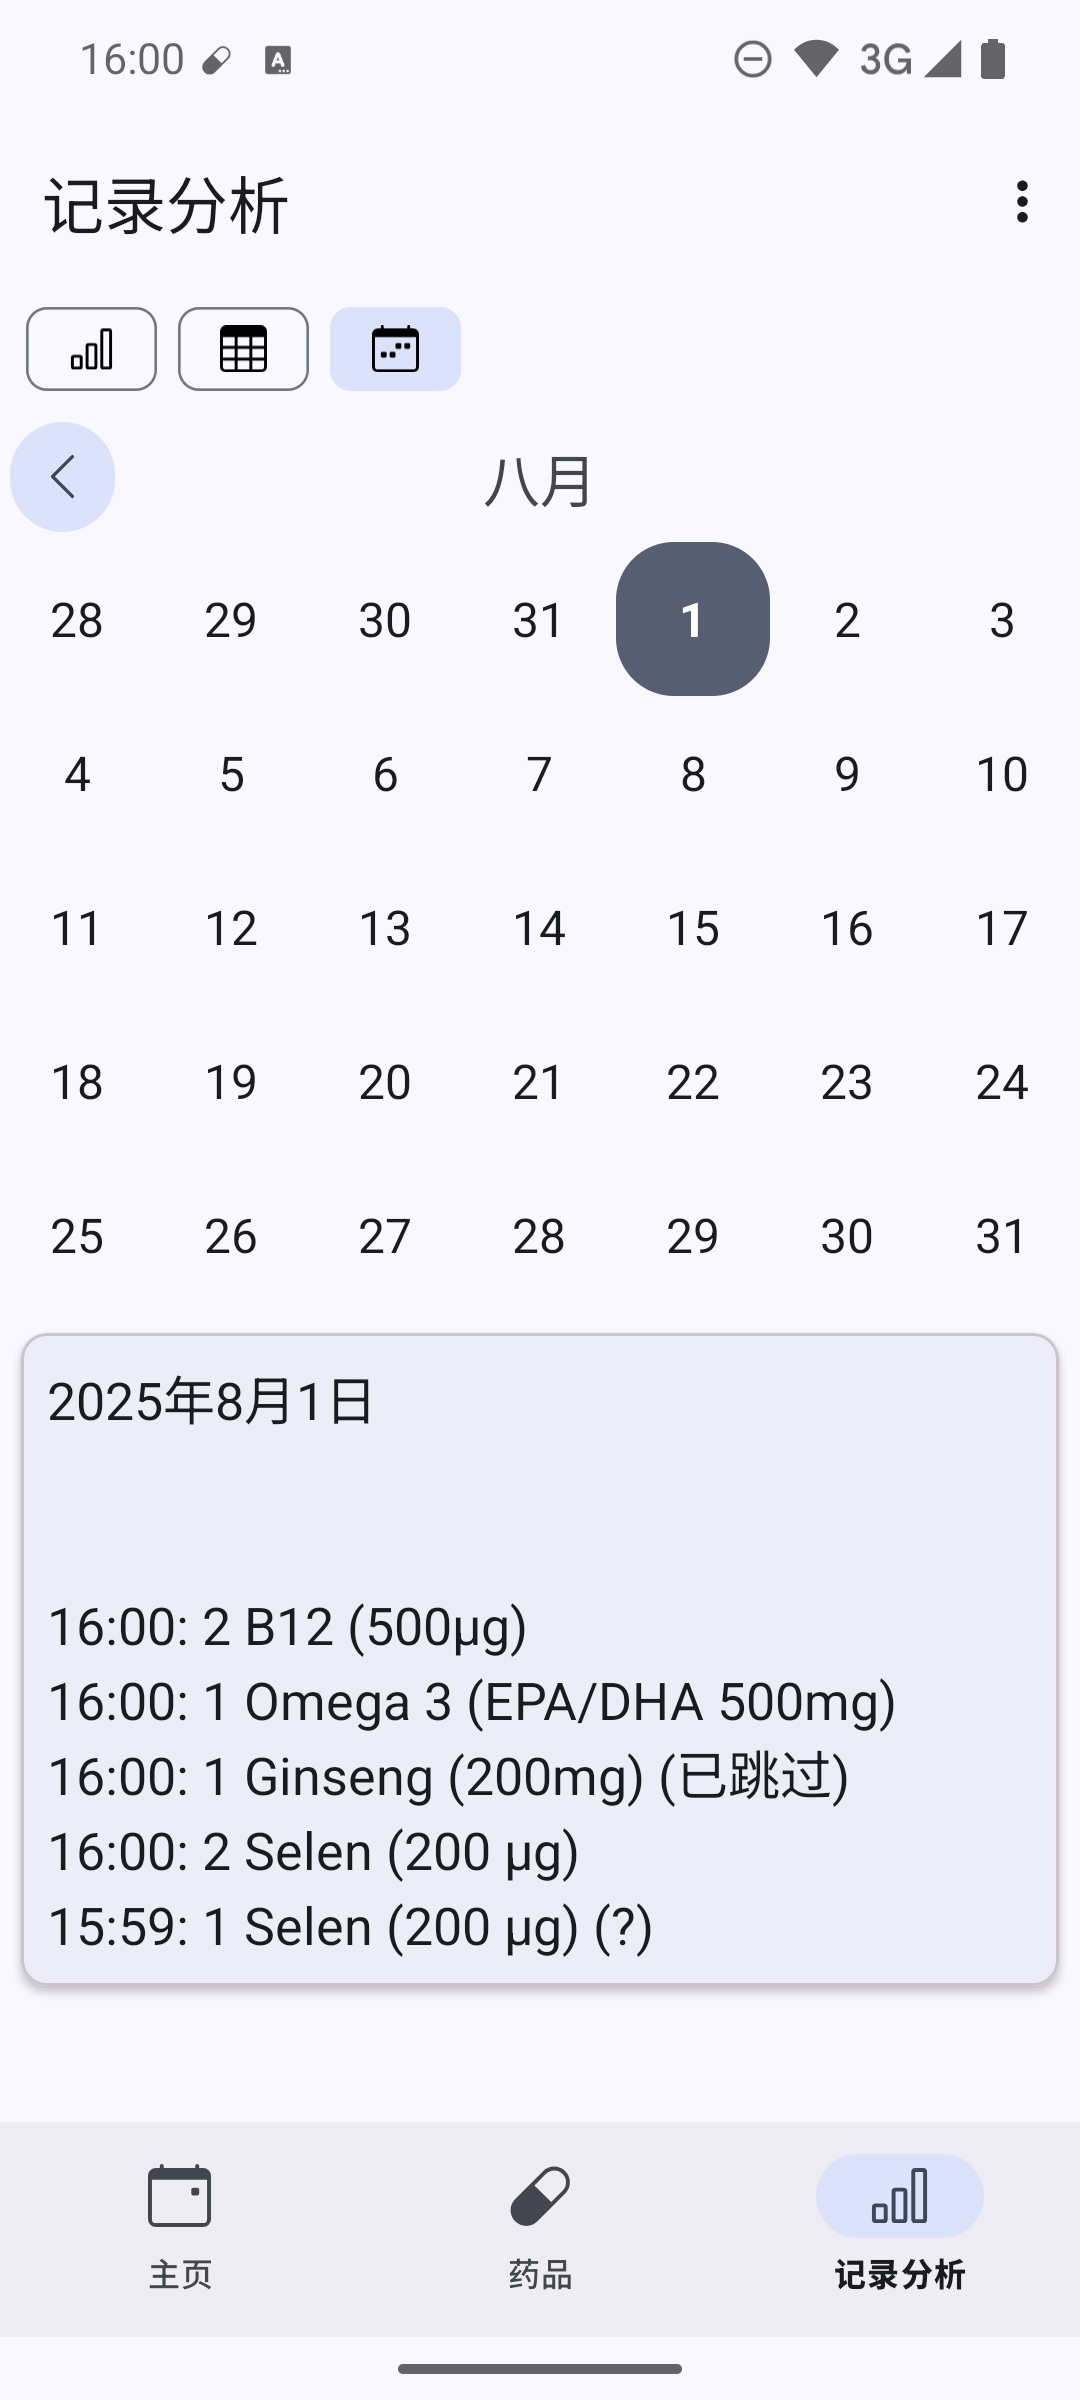 16:00
3G
记录分析
八月
28 29 30 31 1 2 3
4 5 6 7 8 9 10
11 12 13 14 15 16 17
18 19 20 21 22 23 24
25 26 27 28 29 30 31
2025年8月1日
16:00: 2 B12 (500µg)
16:00: 1 Omega 3 (EPA/DHA 500mg)
16:00: 1 Ginseng (200mg) (已跳过)
16:00: 2 Selen (200 µg)
15:59: 1 Selen (200 µg) (?)
主页 药品 记录分析